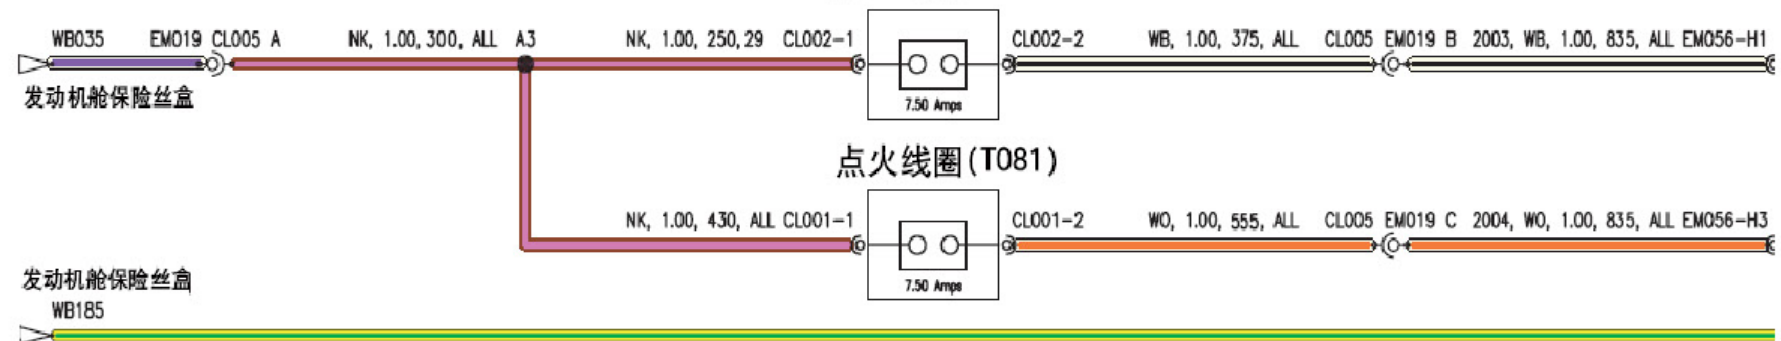 WB035 EM019 CL005 A NK, 1.00,300, ALL A3 NK, 1.00, 250,29 CL002-1 CL002-2 WB, 1.00, 375, ALL CL005 EM019 B 2003, WB, 1.00, 835, ALL EM056-H1
发动机舱保险丝盒
7.50 Amps
点火线圈(T081)
NK, 1.00, 430, ALL CL001-1 CL001-2 WO, 1.00, 555, ALL CL005 EM019 C 2004, WO, 1.00, 835, ALL EM056-H3
7.50 Amps
发动机舱保险丝盒
WB185